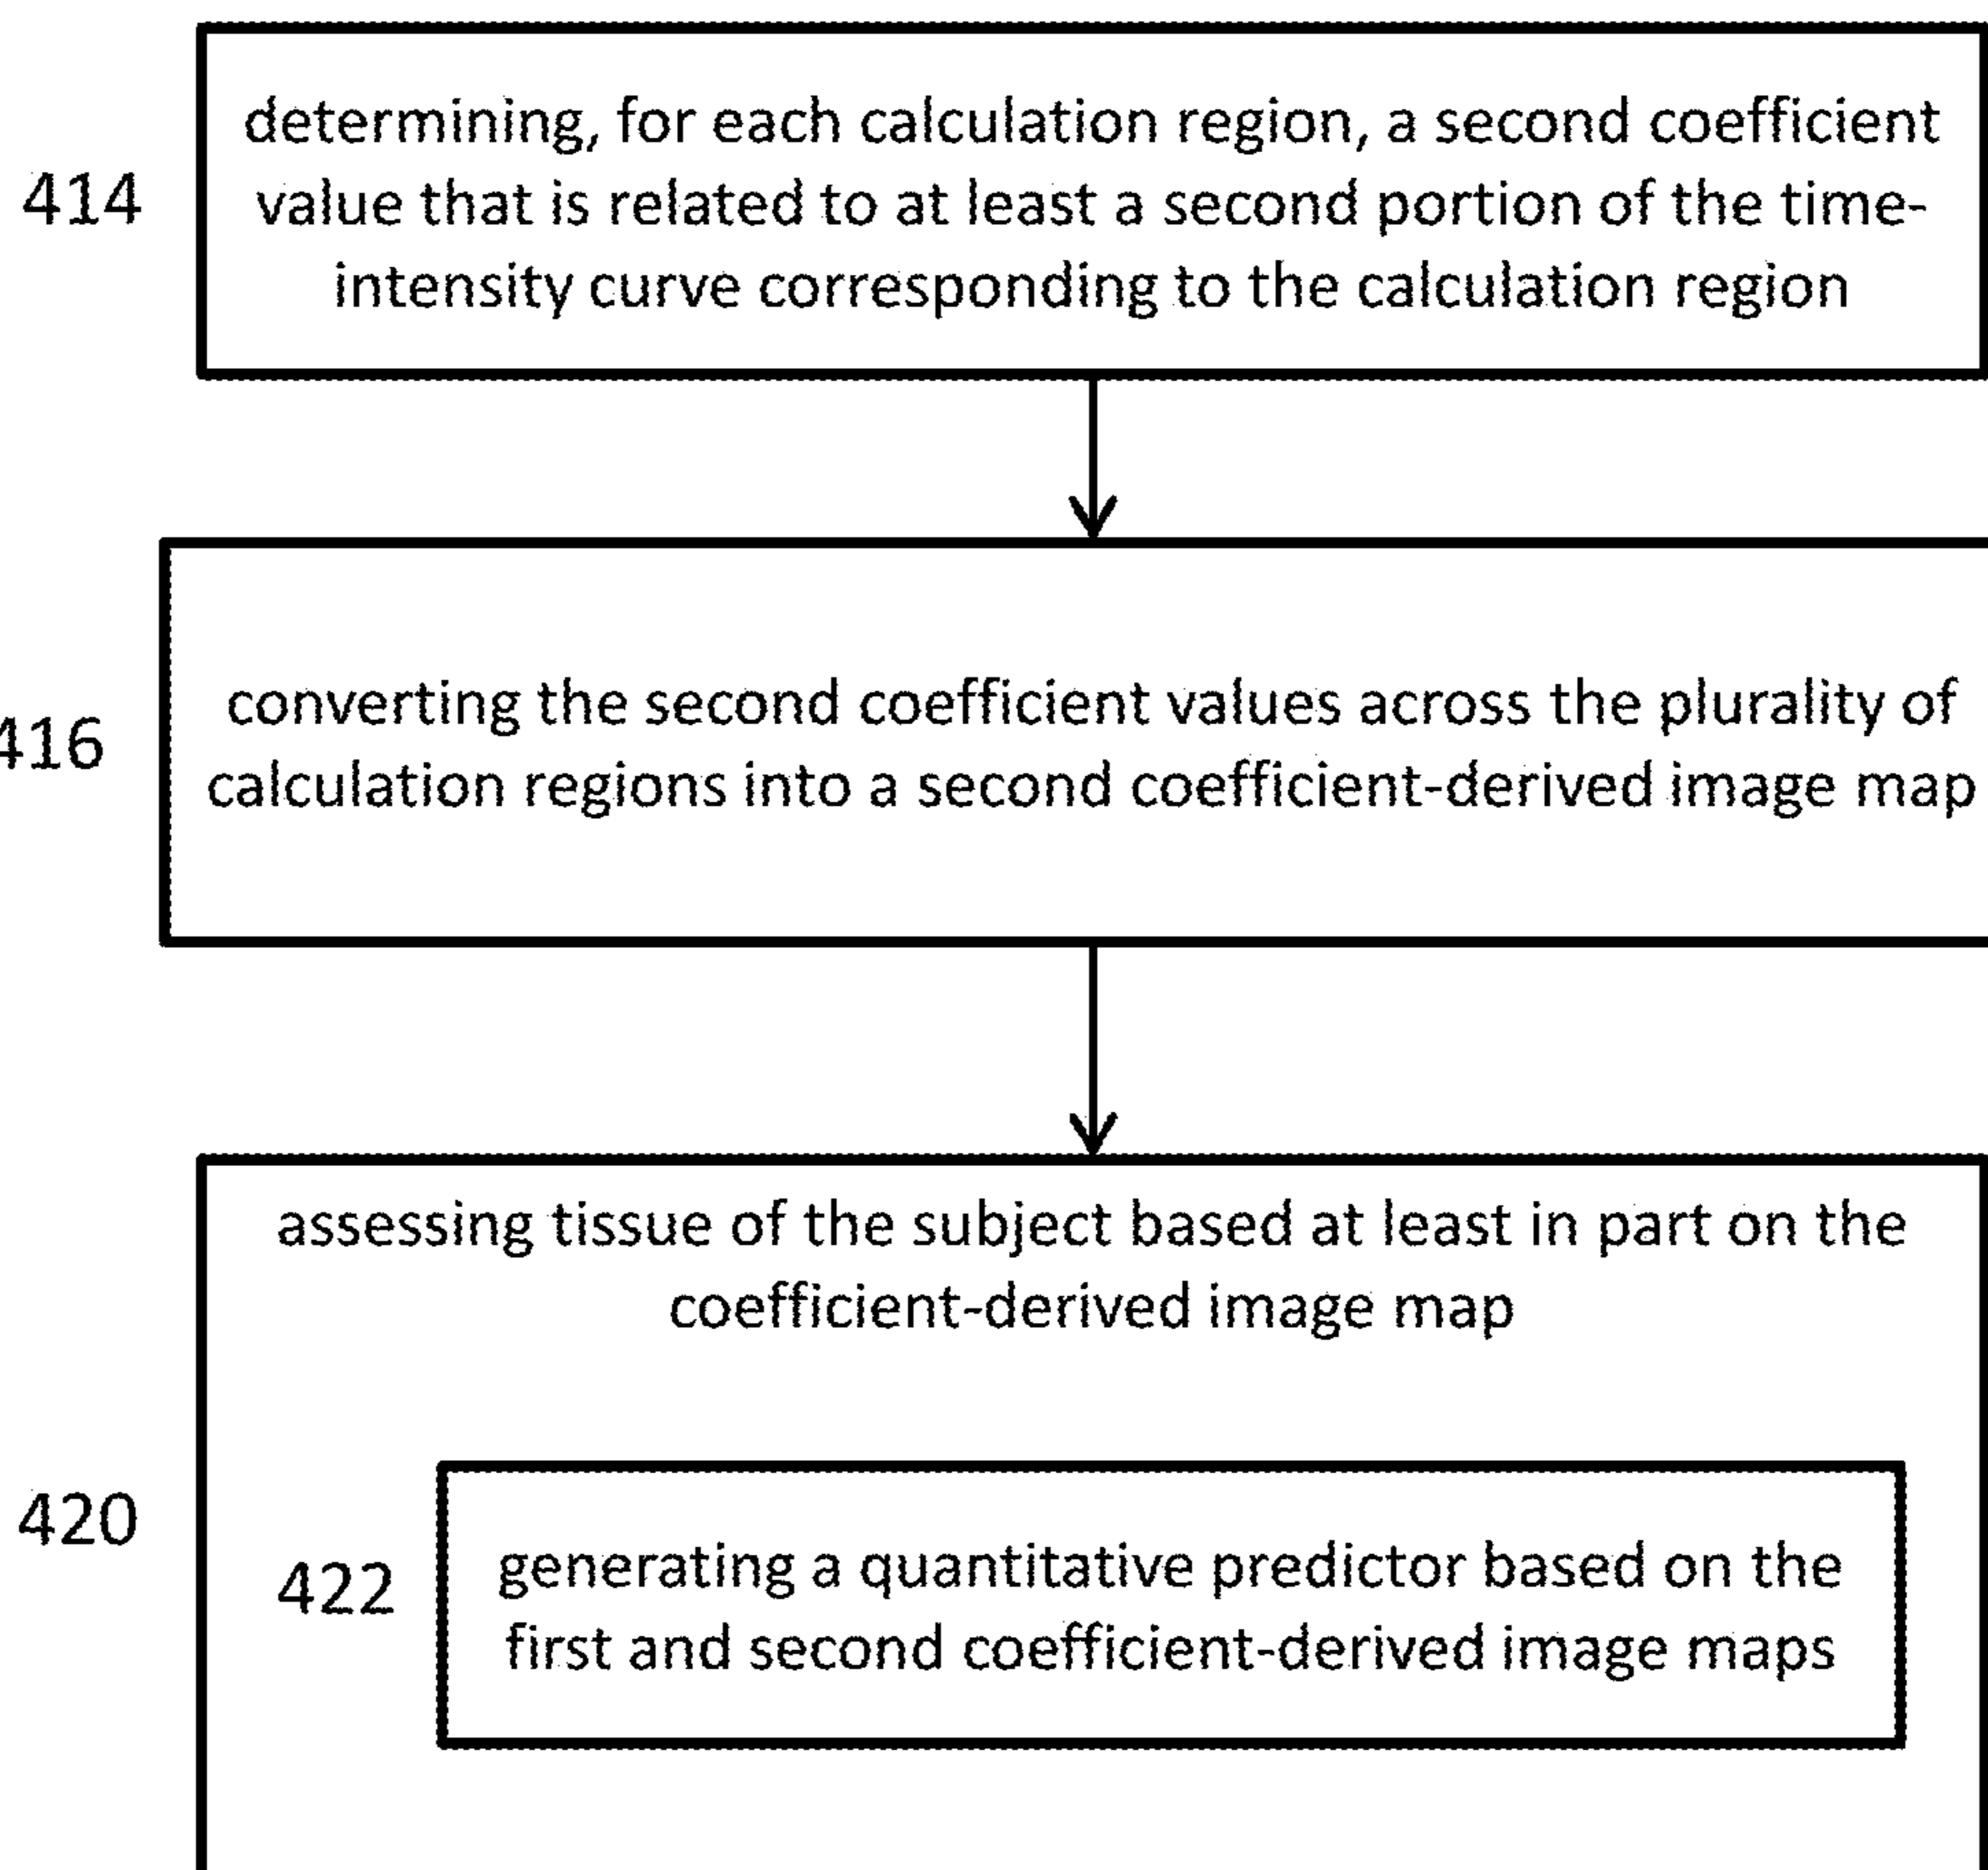 414
determining, for each calculation region, a second coefficient
value that is related to at least a second portion of the time-
intensity curve corresponding to the calculation region
416
converting the second coefficient values across the plurality of
calculation regions into a second coefficient-derived image map
420
assessing tissue of the subject based at least in part on the
coefficient-derived image map
422
generating a quantitative predictor based on the
first and second coefficient-derived image maps